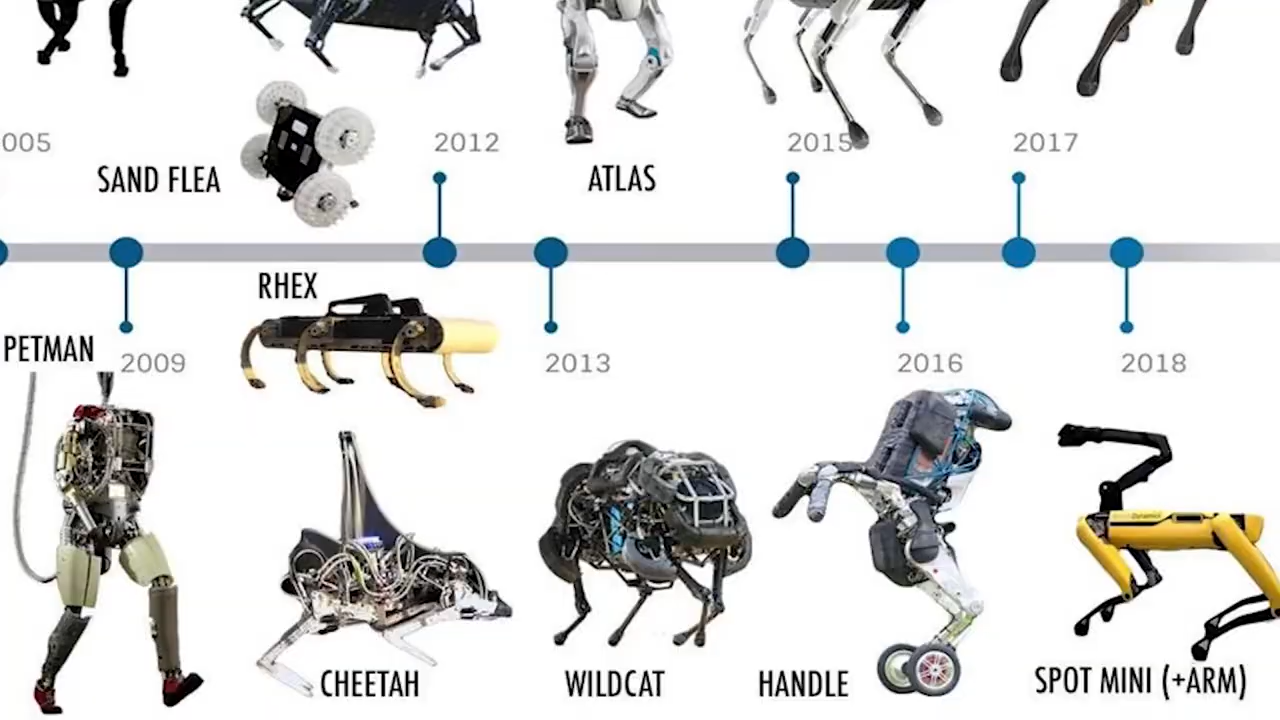 005
2012
2015
2017
SAND FLEA
ATLAS
RHEX
PETMAN
2009
2013
2016
2018
CHEETAH
WILDCAT
HANDLE
SPOT MINI (+ARM)